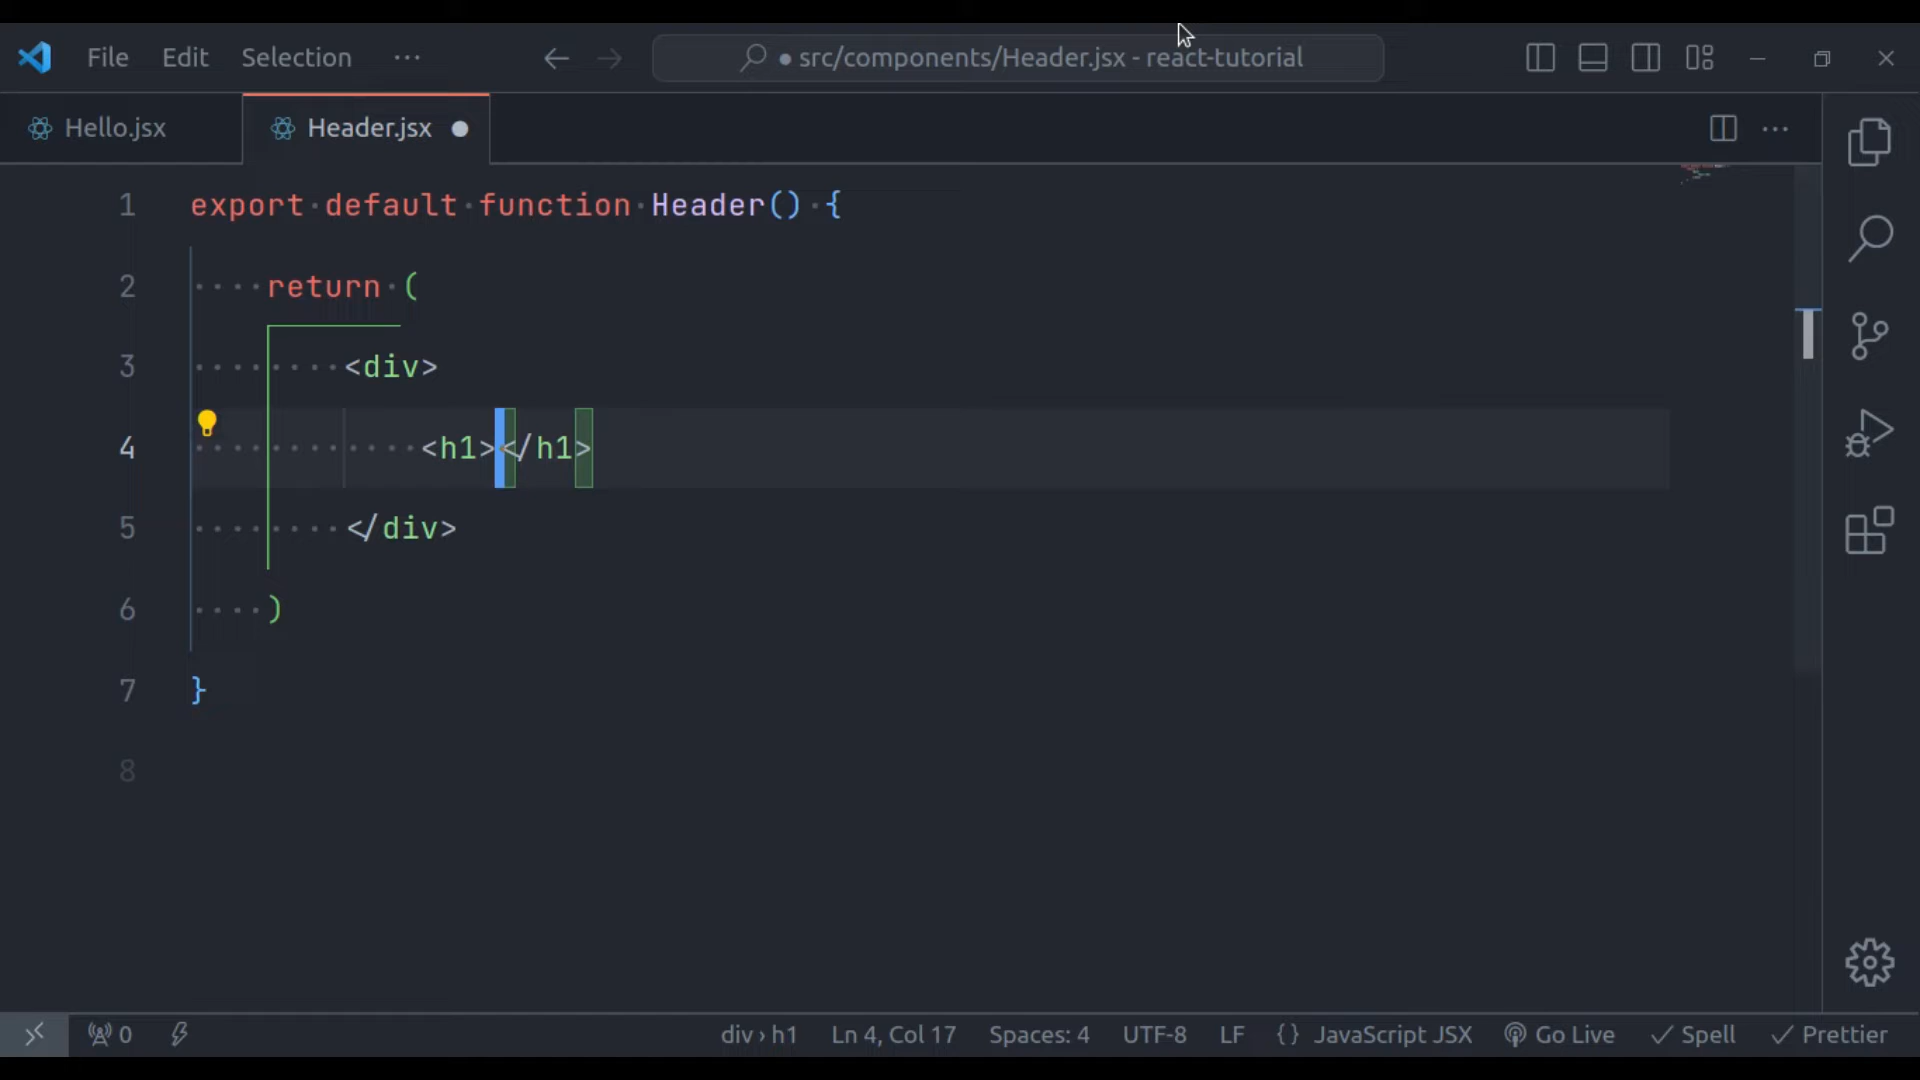 File Edit Selection ··· ← → ● src/components/Header.jsx - react-tutorial
Hello.jsx Header.jsx ●
1 export default function Header() {
2 return (
3 <div>
4 <h1></h1>
5 </div>
6 )
7 }
8
0 div › h1 Ln 4, Col 17 Spaces: 4 UTF-8 LF {} JavaScript JSX Go Live ✓ Spell ✓ Prettier